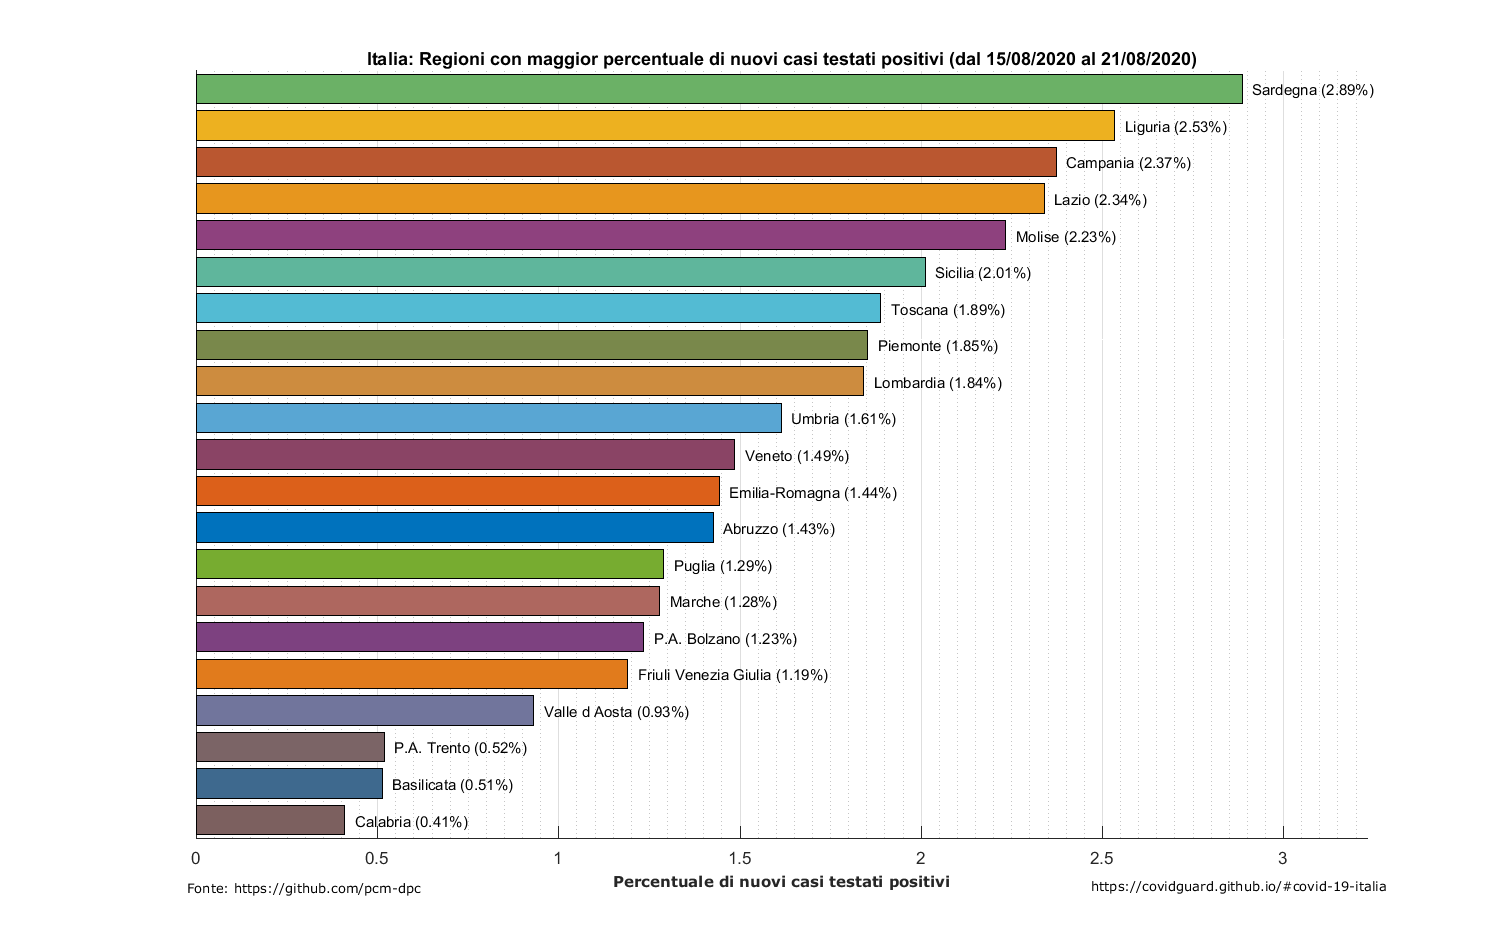 Italia: Regioni con maggior percentuale di nuovi casi testati positivi (dal 15/08/2020 al 21/08/2020)
Sardegna (2.89%)
Liguria (2.53%)
Campania (2.37%)
Lazio (2.34%)
Molise (2.23%)
Sicilia (2.01%)
Toscana (1.89%)
Piemonte (1.85%)
Lombardia (1.84%)
Umbria (1.61%)
Veneto (1.49%)
Emilia-Romagna (1.44%)
Abruzzo (1.43%)
Puglia (1.29%)
Marche (1.28%)
P.A. Bolzano (1.23%)
Friuli Venezia Giulia (1.19%)
Valle d Aosta (0.93%)
P.A. Trento (0.52%)
Basilicata (0.51%)
Calabria (0.41%)
0 0.5 1 1.5 2 2.5 3
Percentuale di nuovi casi testati positivi
Fonte: https://github.com/pcm-dpc
https://covidguard.github.io/#covid-19-italia